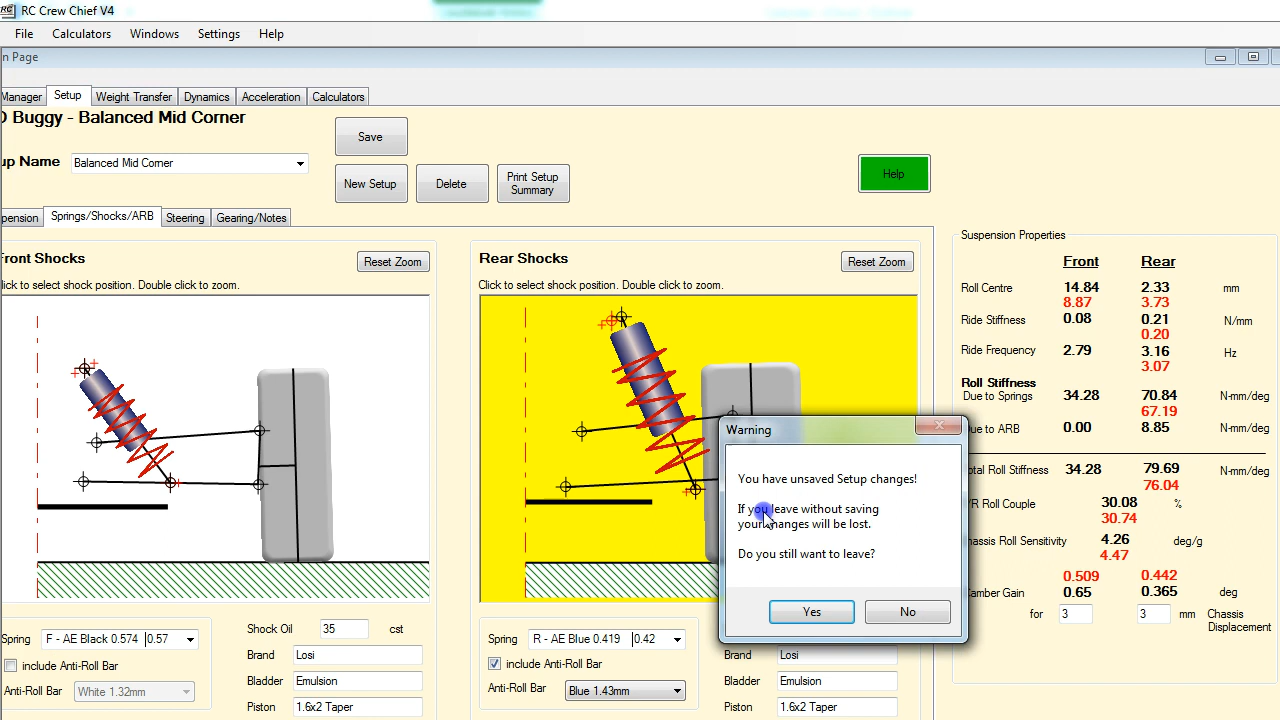 RC Crew Chief V4
File Calculators Windows Settings Help
n Page
Manager Setup Weight Transfer Dynamics Acceleration Calculators
D Buggy - Balanced Mid Corner
up Name Balanced Mid Corner
Save
New Setup Delete Print Setup Summary
Help
pension Springs/Shocks/ARB Steering Gearing/Notes
Front Shocks Reset Zoom
lick to select shock position. Double click to zoom.
Rear Shocks Reset Zoom
Click to select shock position. Double click to zoom.
Suspension Properties
Front Rear
Roll Centre 14.84 2.33 mm
8.87 3.73
Ride Stiffness 0.08 0.21 N/mm
0.20
Ride Frequency 2.79 3.16 Hz
3.07
Roll Stiffness
Due to Springs 34.28 70.84 N-mm/deg
67.19
Due to ARB 0.00 8.85 N-mm/deg
otal Roll Stiffness 34.28 79.69 N-mm/deg
76.04
/R Roll Couple 30.08 %
30.74
hassis Roll Sensitivity 4.26 deg/g
4.47
0.509 0.442
Camber Gain 0.65 0.365 deg
for 3 3 mm Chassis Displacement
Warning
You have unsaved Setup changes!
If you leave without saving
your changes will be lost.
Do you still want to leave?
Yes No
Spring F - AE Black 0.574 0.57
include Anti-Roll Bar
Anti-Roll Bar White 1.32mm
Shock Oil 35 cst
Brand Losi
Bladder Emulsion
Piston 1.6x2 Taper
Spring R - AE Blue 0.419 0.42
include Anti-Roll Bar
Anti-Roll Bar Blue 1.43mm
Brand Losi
Bladder Emulsion
Piston 1.6x2 Taper